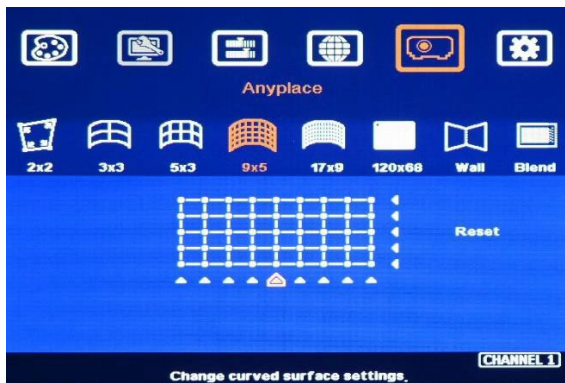 Anyplace
2x2 3x3 5x3 9x5 17x9 120x68 Wall Blend
Reset
CHANNEL 1
Change curved surface settings.